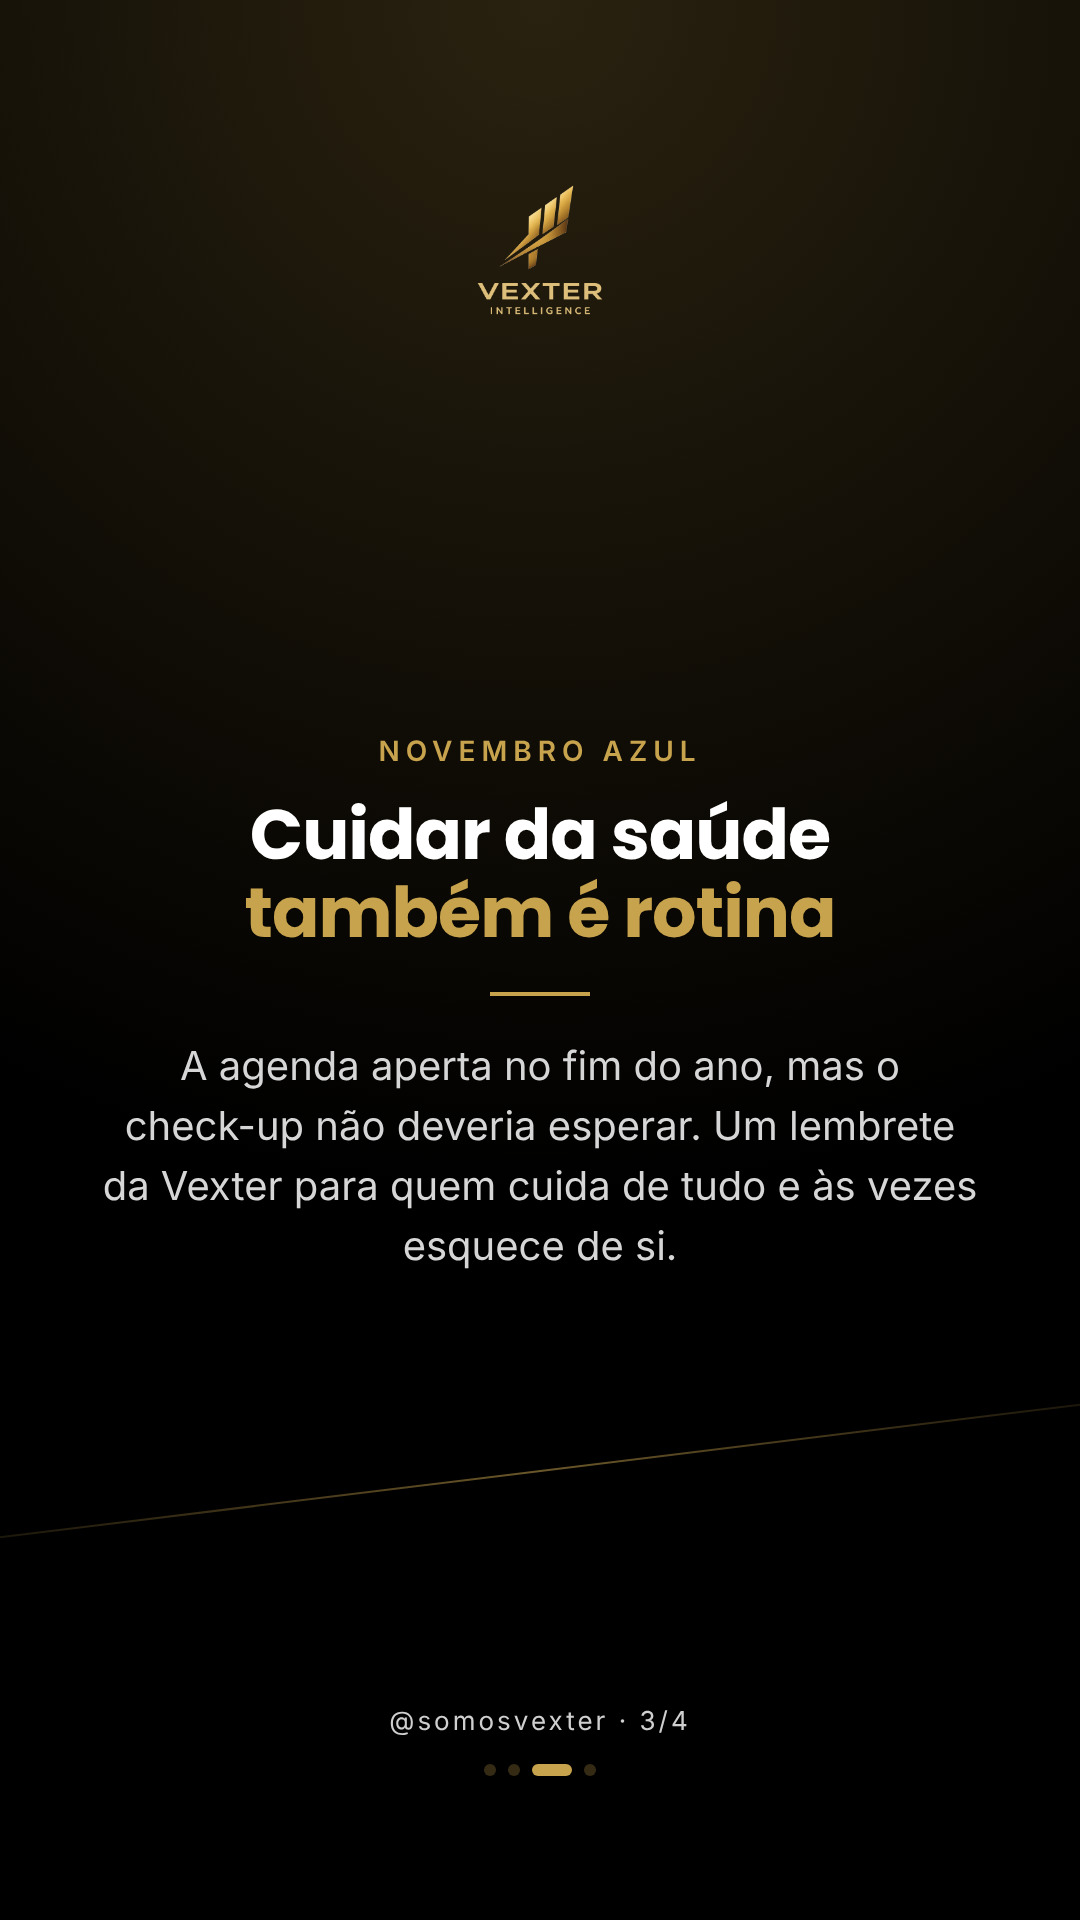 VEXTER
INTELLIGENCE
NOVEMBRO AZUL
Cuidar da saúde
também é rotina
A agenda aperta no fim do ano, mas o
check-up não deveria esperar. Um lembrete
da Vexter para quem cuida de tudo e às vezes
esquece de si.
@somosvexter · 3/4